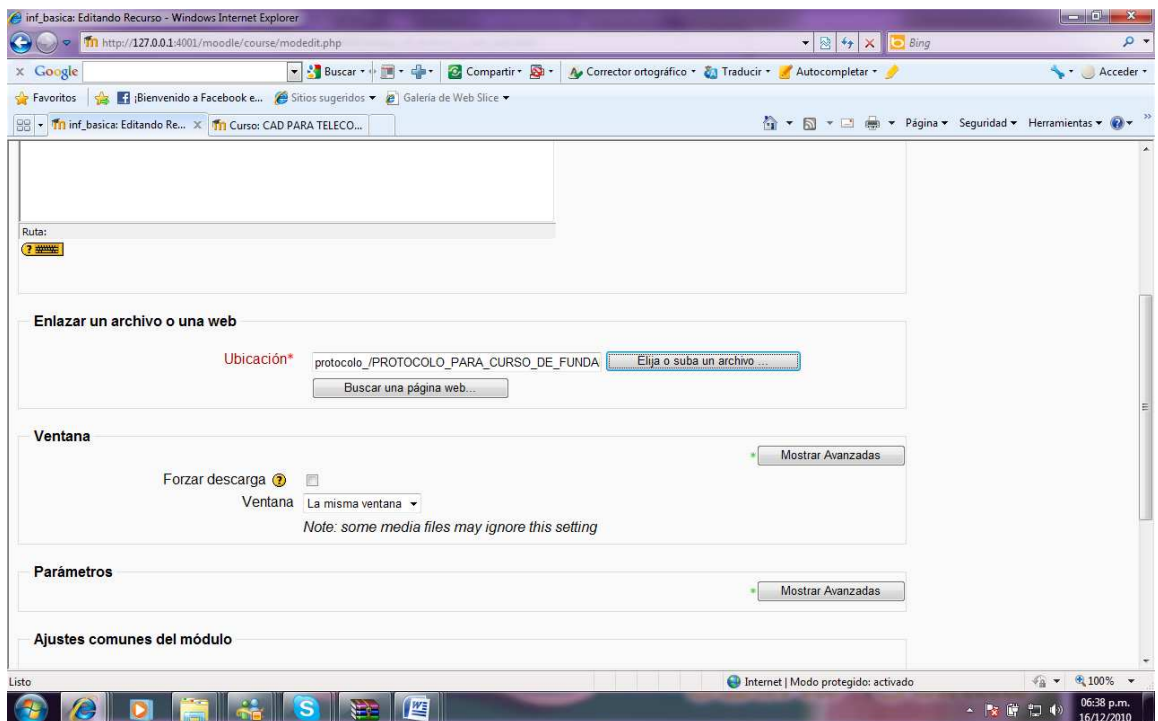 inf_basica: Editando Recurso - Windows Internet Explorer
http://127.0.0.1:4001/moodle/course/modedit.php
Bing
x Google
Buscar
Compartir
Corrector ortográfico
Traducir
Autocompletar
Acceder
Favoritos
¡Bienvenido a Facebook e...
Sitios sugeridos
Galería de Web Slice
inf_basica: Editando Re... X
Curso: CAD PARA TELECO...
Página
Seguridad
Herramientas
Ruta:
Enlazar un archivo o una web
Ubicación*
protocolo_/PROTOCOLO_PARA_CURSO_DE_FUNDA
Elija o suba un archivo ...
Buscar una página web...
Ventana
* Mostrar Avanzadas
Forzar descarga ?
Ventana La misma ventana
Note: some media files may ignore this setting
Parámetros
* Mostrar Avanzadas
Ajustes comunes del módulo
Listo
Internet | Modo protegido: activado
100%
06:38 p.m.
16/12/2010